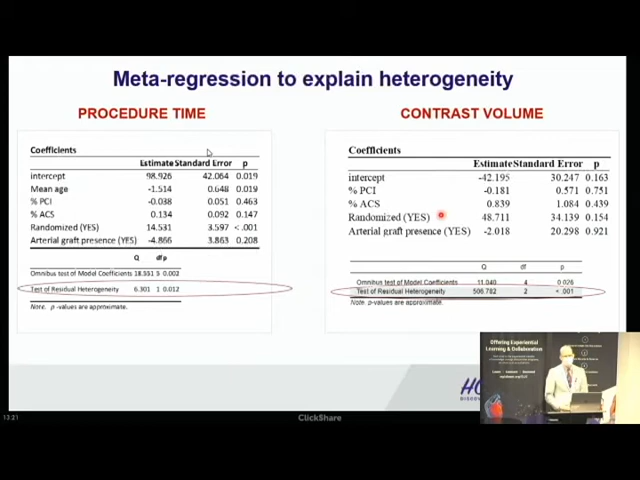 Meta-regression to explain heterogeneity
PROCEDURE TIME
Coefficients
Estimate Standard Error p
intercept 98.926 42.064 0.019
Mean age -1.514 0.648 0.019
% PCI -0.038 0.051 0.463
% ACS 0.134 0.092 0.147
Randomized (YES) 14.531 3.597 < .001
Arterial graft presence (YES) -4.866 3.863 0.208
Q df p
Omnibus test of Model Coefficients 18.551 5 0.002
Test of Residual Heterogeneity 6.301 1 0.012
Note. p-values are approximate.
CONTRAST VOLUME
Coefficients
Estimate Standard Error p
intercept -42.195 30.247 0.163
% PCI -0.181 0.571 0.751
% ACS 0.839 1.084 0.439
Randomized (YES) 48.711 34.139 0.154
Arterial graft presence (YES) -2.018 20.298 0.921
Q df p
Omnibus test of Model Coefficients 11.040 4 0.026
Test of Residual Heterogeneity 506.782 2 < .001
Note. p-values are approximate.
Offering Experiential
Learning & Collaboration
13:21
ClickShare